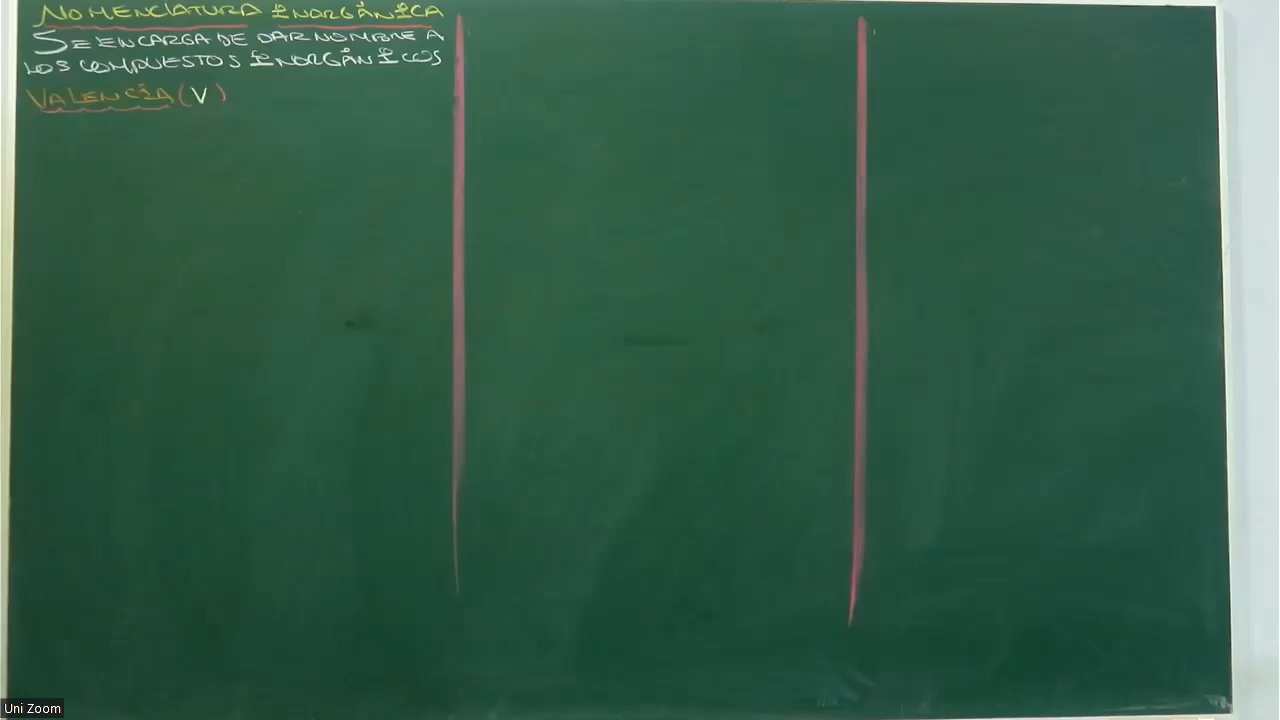 NOMENCLATURA INORGÁNICA
SE ENCARGA DE DAR NOMBRE A
LOS COMPUESTOS INORGÁNICOS
VALENCIA (V)
Uni Zoom